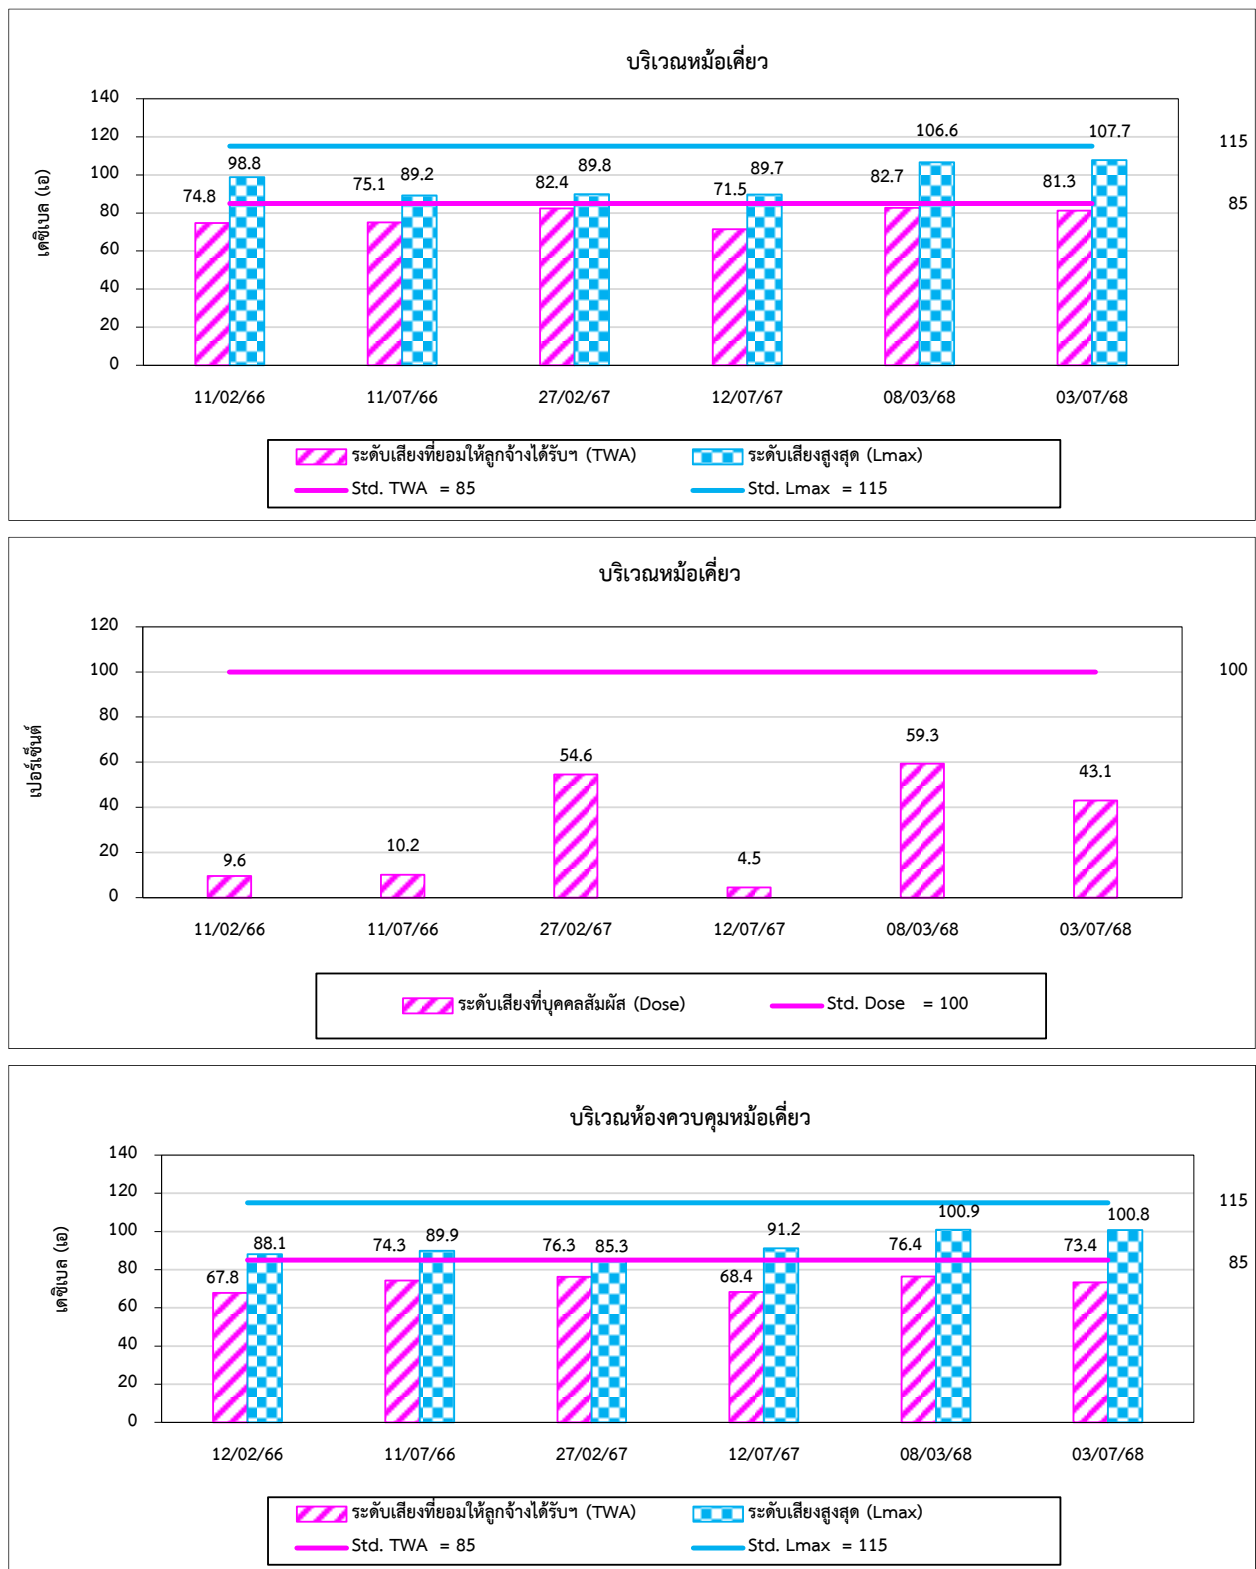 บริเวณหม้อเคี่ยว
140
120
100
80
60
40
20
0
เดซิเบล (เอ)
74.8 98.8 75.1 89.2 82.4 89.8 71.5 89.7 82.7 106.6 81.3 107.7
115
85
11/02/66 11/07/66 27/02/67 12/07/67 08/03/68 03/07/68
ระดับเสียงที่ยอมให้ลูกจ้างได้รับฯ (TWA) ระดับเสียงสูงสุด (Lmax)
Std. TWA = 85 Std. Lmax = 115
บริเวณหม้อเคี่ยว
120
100
80
60
40
20
0
เปอร์เซ็นต์
9.6 10.2 54.6 4.5 59.3 43.1
100
11/02/66 11/07/66 27/02/67 12/07/67 08/03/68 03/07/68
ระดับเสียงที่บุคคลสัมผัส (Dose) Std. Dose = 100
บริเวณห้องควบคุมหม้อเคี่ยว
140
120
100
80
60
40
20
0
เดซิเบล (เอ)
67.8 88.1 74.3 89.9 76.3 85.3 68.4 91.2 76.4 100.9 73.4 100.8
115
85
12/02/66 11/07/66 27/02/67 12/07/67 08/03/68 03/07/68
ระดับเสียงที่ยอมให้ลูกจ้างได้รับฯ (TWA) ระดับเสียงสูงสุด (Lmax)
Std. TWA = 85 Std. Lmax = 115